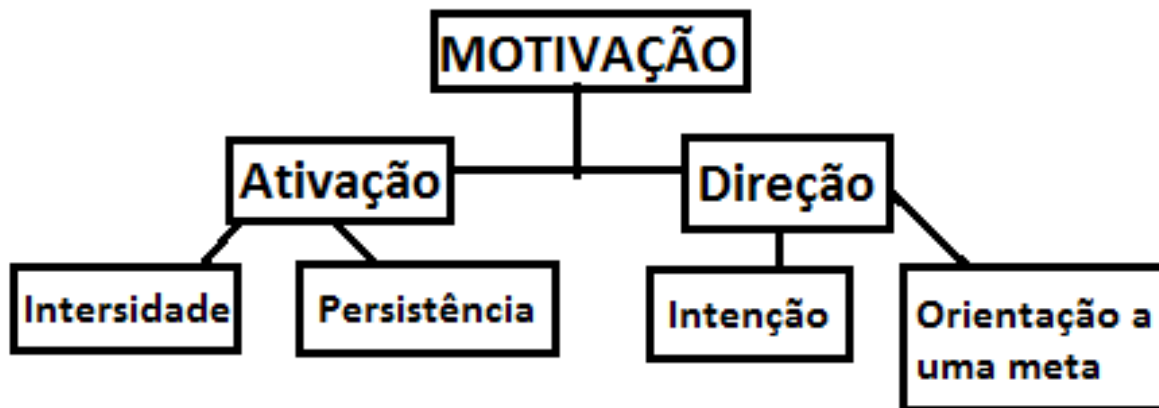 MOTIVAÇÃO
Ativação
Direção
Intersidade
Persistência
Intenção
Orientação a
uma meta